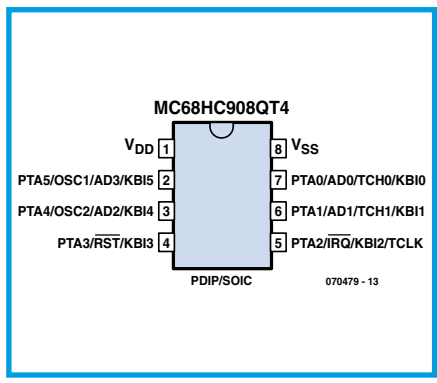 MC68HC908QT4
VDD 1 8 VSS
PTA5/OSC1/AD3/KBI5 2 7 PTA0/AD0/TCH0/KBI0
PTA4/OSC2/AD2/KBI4 3 6 PTA1/AD1/TCH1/KBI1
PTA3/RST/KBI3 4 5 PTA2/IRQ/KBI2/TCLK
PDIP/SOIC 070479 - 13